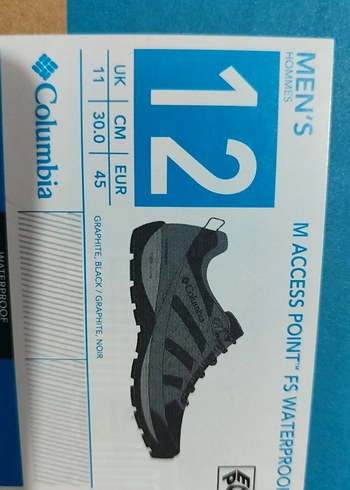 MEN'S
HOMMES
12
UK CM EUR
11 30.0 45
Columbia
M ACCESS POINT™ FS WATERPROOF
GRAPHITE, BLACK / GRAPHITE, NOIR
Columbia
WATERPROOF